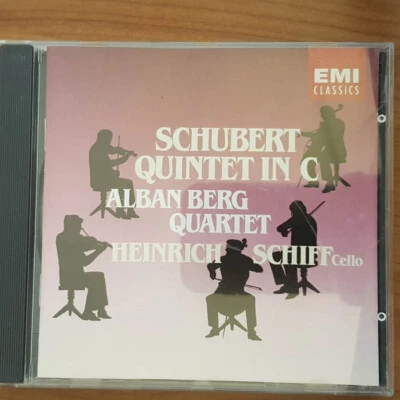 EMI
CLASSICS
SCHUBERT
QUINTET IN C
ALBAN BERG
QUARTET
HEINRICH SCHIFF Cello